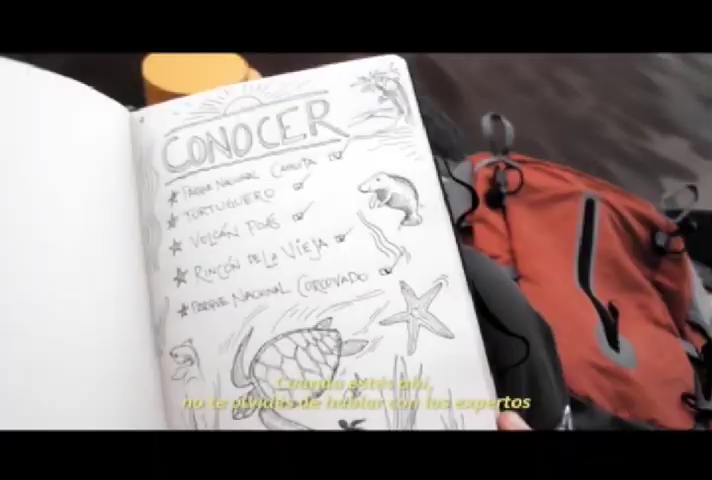 CONOCER
PARQUE NACIONAL CAHUITA
TORTUGUERO
VOLCÁN POÁS
RINCÓN DE LA VIEJA
PARQUE NACIONAL CORCOVADO
Cuando estés ahí,
no te olvides de hablar con los expertos